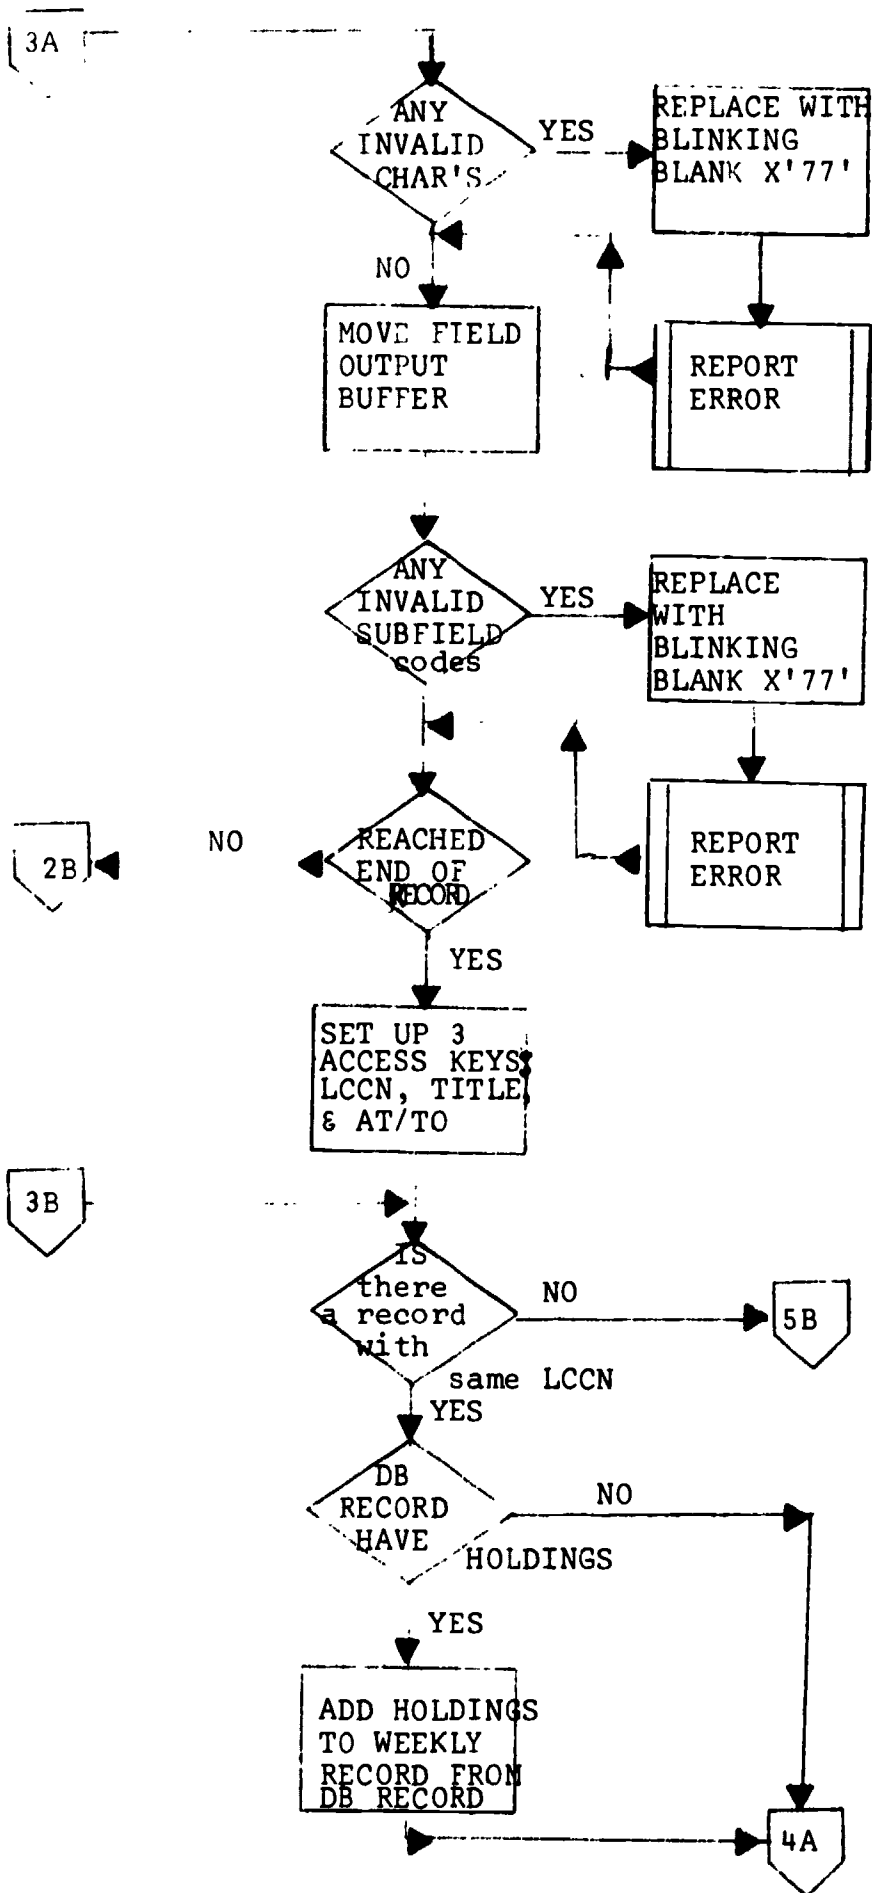 3A
ANY
INVALID
CHAR'S
YES
REPLACE WITH
BLINKING
BLANK X'77'
NO
MOVE FIELD
OUTPUT
BUFFER
REPORT
ERROR
ANY
INVALID
SUBFIELD
codes
YES
REPLACE
WITH
BLINKING
BLANK X'77'
2B
NO
REACHED
END OF
RECORD
REPORT
ERROR
YES
SET UP 3
ACCESS KEYS:
LCCN, TITLE,
& AT/TO
3B
IS
there
a record
with
same LCCN
NO
5B
YES
DB
RECORD
HAVE
HOLDINGS
NO
YES
ADD HOLDINGS
TO WEEKLY
RECORD FROM
DB RECORD
4A